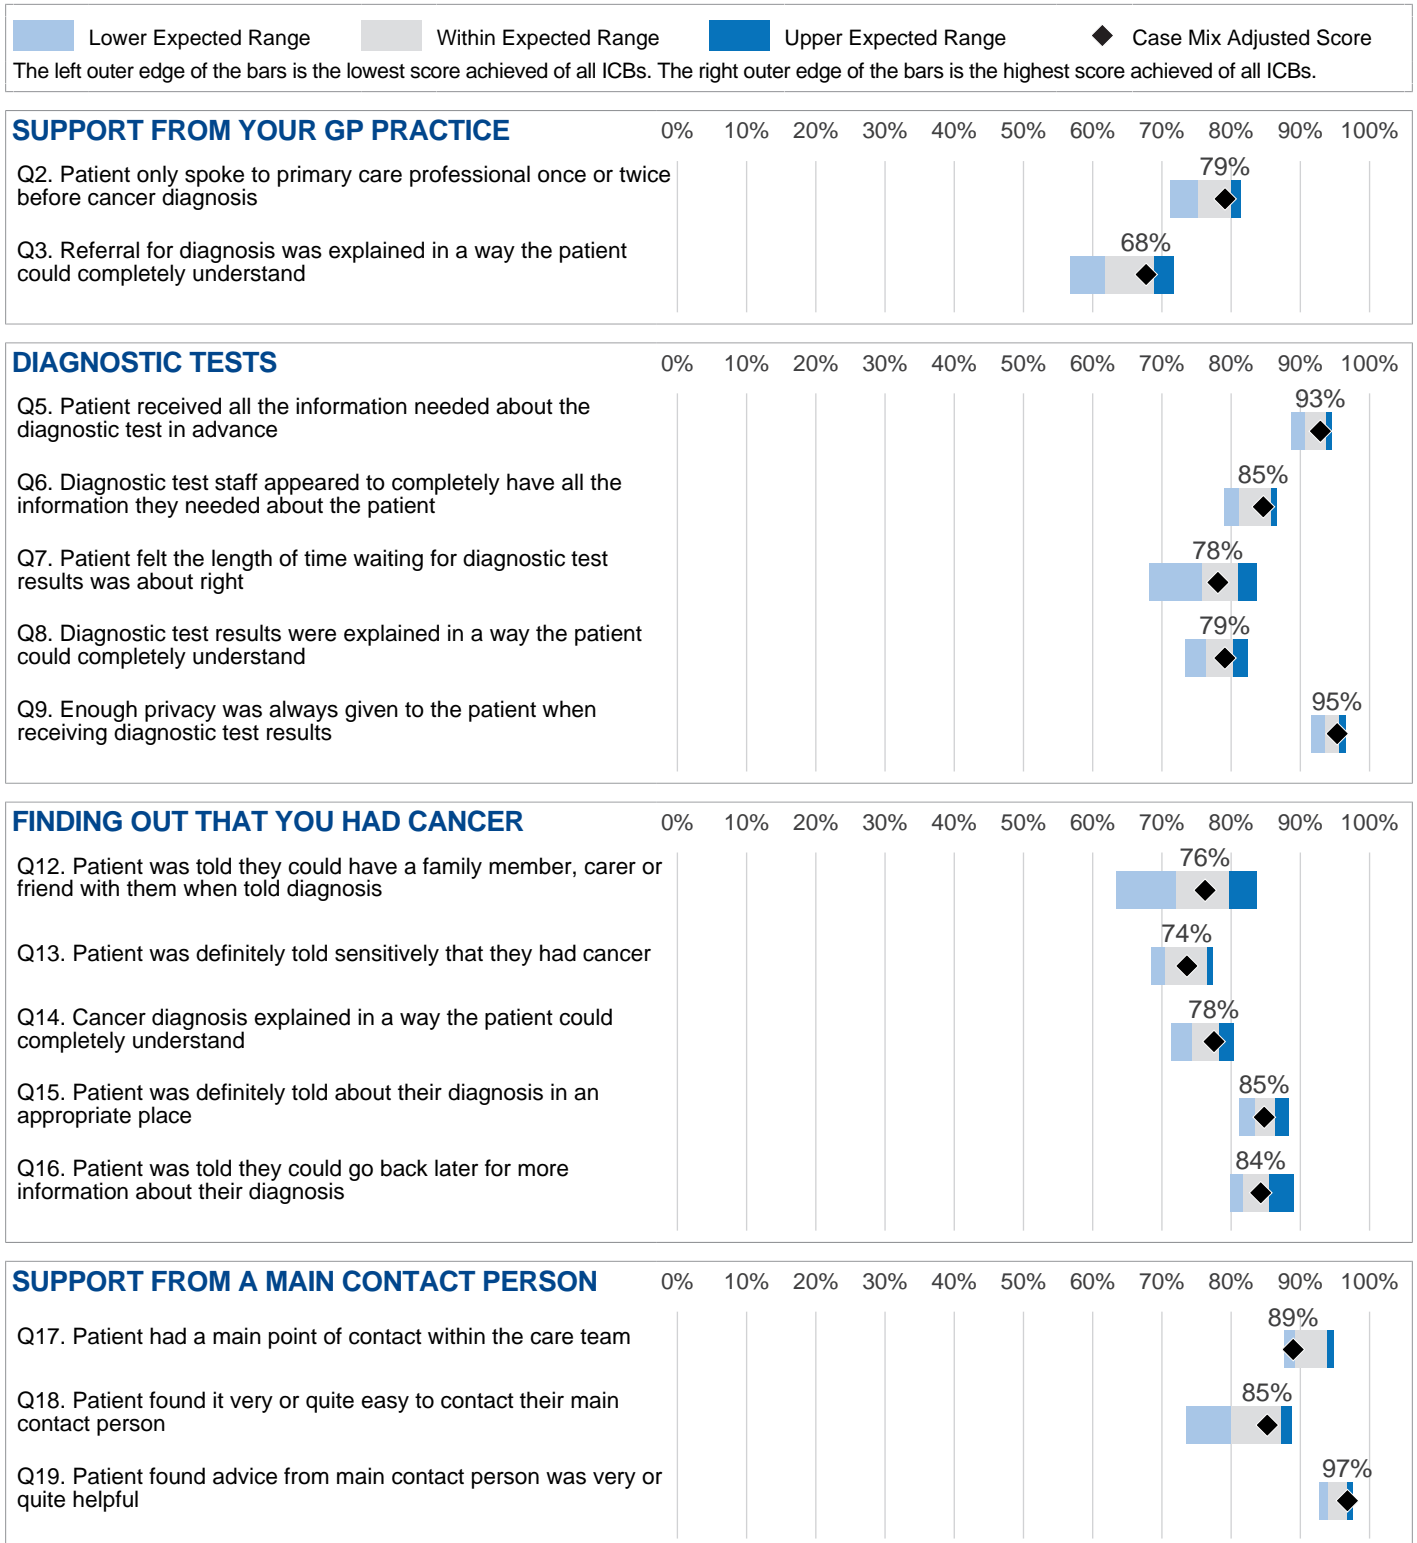 Lower Expected Range Within Expected Range Upper Expected Range Case Mix Adjusted Score
The left outer edge of the bars is the lowest score achieved of all ICBs. The right outer edge of the bars is the highest score achieved of all ICBs.
SUPPORT FROM YOUR GP PRACTICE 0% 10% 20% 30% 40% 50% 60% 70% 80% 90% 100%
79%
Q2. Patient only spoke to primary care professional once or twice
before cancer diagnosis
68%
Q3. Referral for diagnosis was explained in a way the patient
could completely understand
DIAGNOSTIC TESTS 0% 10% 20% 30% 40% 50% 60% 70% 80% 90% 100%
93%
Q5. Patient received all the information needed about the
diagnostic test in advance
85%
Q6. Diagnostic test staff appeared to completely have all the
information they needed about the patient
78%
Q7. Patient felt the length of time waiting for diagnostic test
results was about right
79%
Q8. Diagnostic test results were explained in a way the patient
could completely understand
95%
Q9. Enough privacy was always given to the patient when
receiving diagnostic test results
FINDING OUT THAT YOU HAD CANCER 0% 10% 20% 30% 40% 50% 60% 70% 80% 90% 100%
76%
Q12. Patient was told they could have a family member, carer or
friend with them when told diagnosis
74%
Q13. Patient was definitely told sensitively that they had cancer
78%
Q14. Cancer diagnosis explained in a way the patient could
completely understand
85%
Q15. Patient was definitely told about their diagnosis in an
appropriate place
84%
Q16. Patient was told they could go back later for more
information about their diagnosis
SUPPORT FROM A MAIN CONTACT PERSON 0% 10% 20% 30% 40% 50% 60% 70% 80% 90% 100%
89%
Q17. Patient had a main point of contact within the care team
85%
Q18. Patient found it very or quite easy to contact their main
contact person
97%
Q19. Patient found advice from main contact person was very or
quite helpful